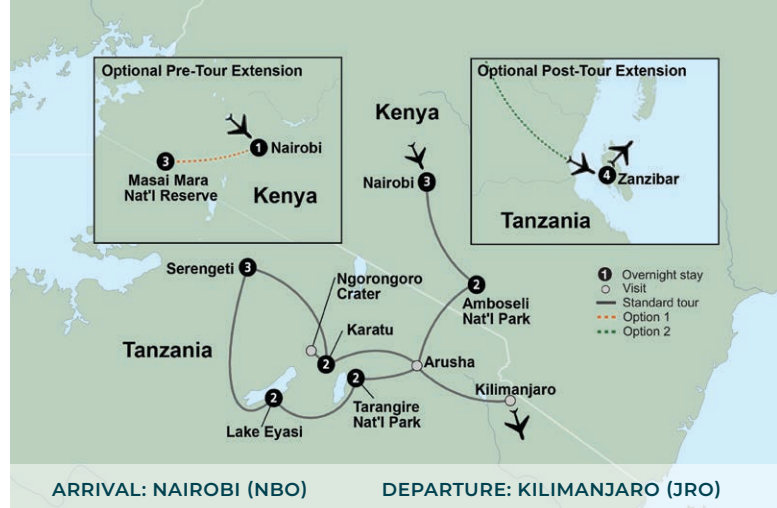 Optional Pre-Tour Extension
1
Nairobi
3
Masai Mara
Nat'l Reserve
Kenya
Kenya
Nairobi
3
Optional Post-Tour Extension
4
Zanzibar
Tanzania
Serengeti
3
Ngorongoro
Crater
2
Amboseli
Nat'l Park
1 Overnight stay
Visit
Standard tour
Option 1
Option 2
Karatu
2
Tanzania
Arusha
2
Tarangire
Nat'l Park
Kilimanjaro
2
Lake Eyasi
ARRIVAL: NAIROBI (NBO)
DEPARTURE: KILIMANJARO (JRO)